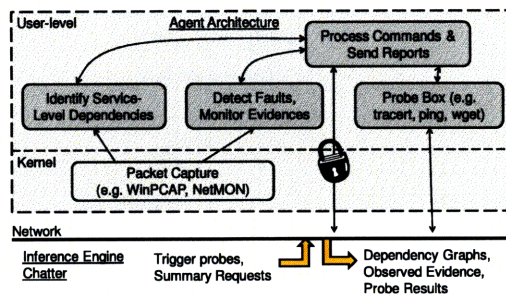 User-level
Agent Architecture
Process Commands &
Send Reports
Identify Service-
Level Dependencies
Detect Faults,
Monitor Evidences
Probe Box (e.g.
tracert, ping, wget)
Kernel
Packet Capture
(e.g. WinPCAP, NetMON)
Network
Inference Engine
Chatter
Trigger probes,
Summary Requests
Dependency Graphs,
Observed Evidence,
Probe Results